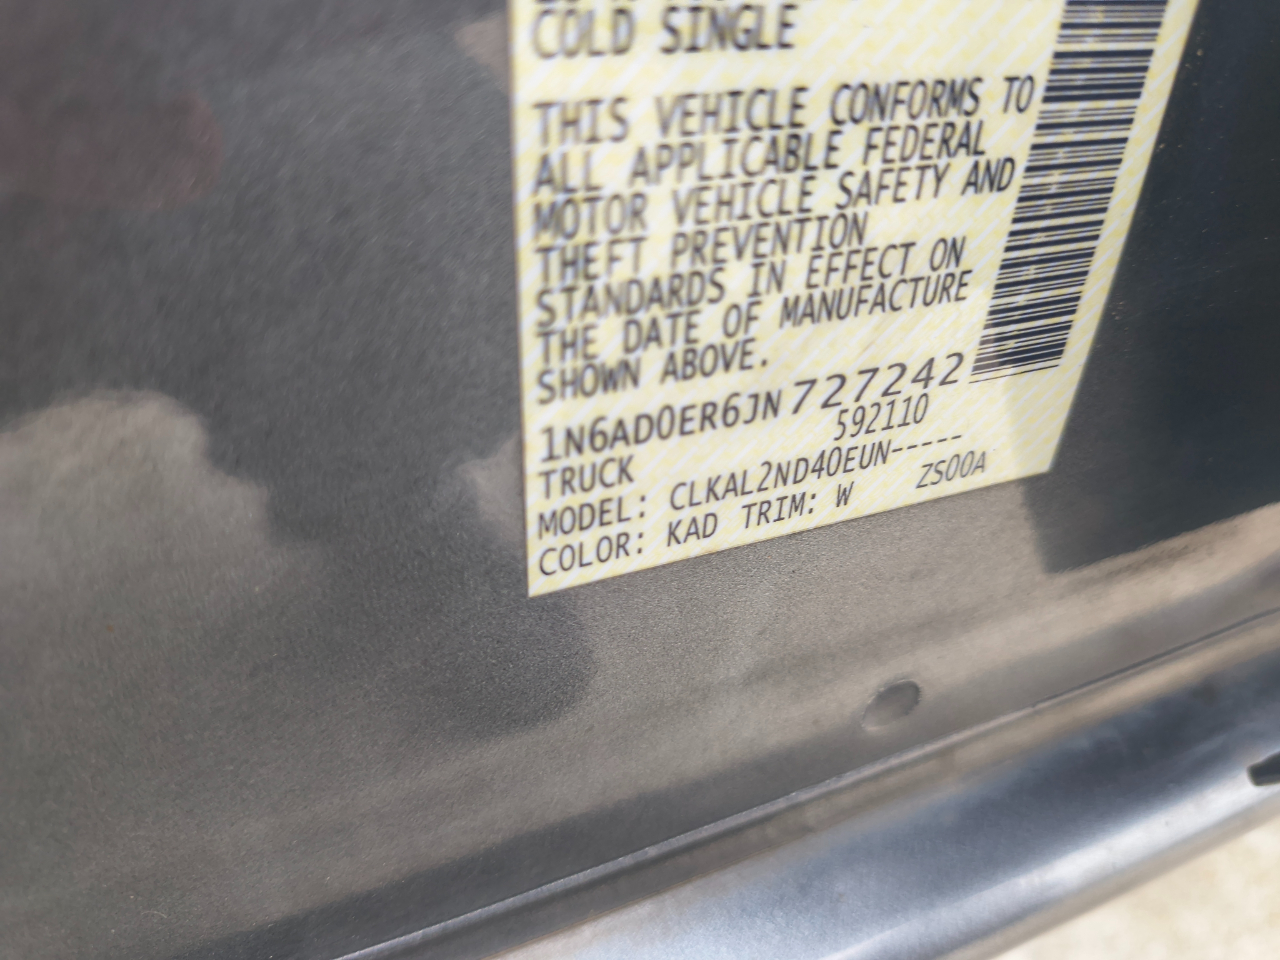 COLD SINGLE
THIS VEHICLE CONFORMS TO
ALL APPLICABLE FEDERAL
MOTOR VEHICLE SAFETY AND
THEFT PREVENTION
STANDARDS IN EFFECT ON
THE DATE OF MANUFACTURE
SHOWN ABOVE.
1N6AD0ER6JN727242
TRUCK 592110
MODEL: CLKAL2ND40EUN-----
COLOR: KAD TRIM: W ZS00A